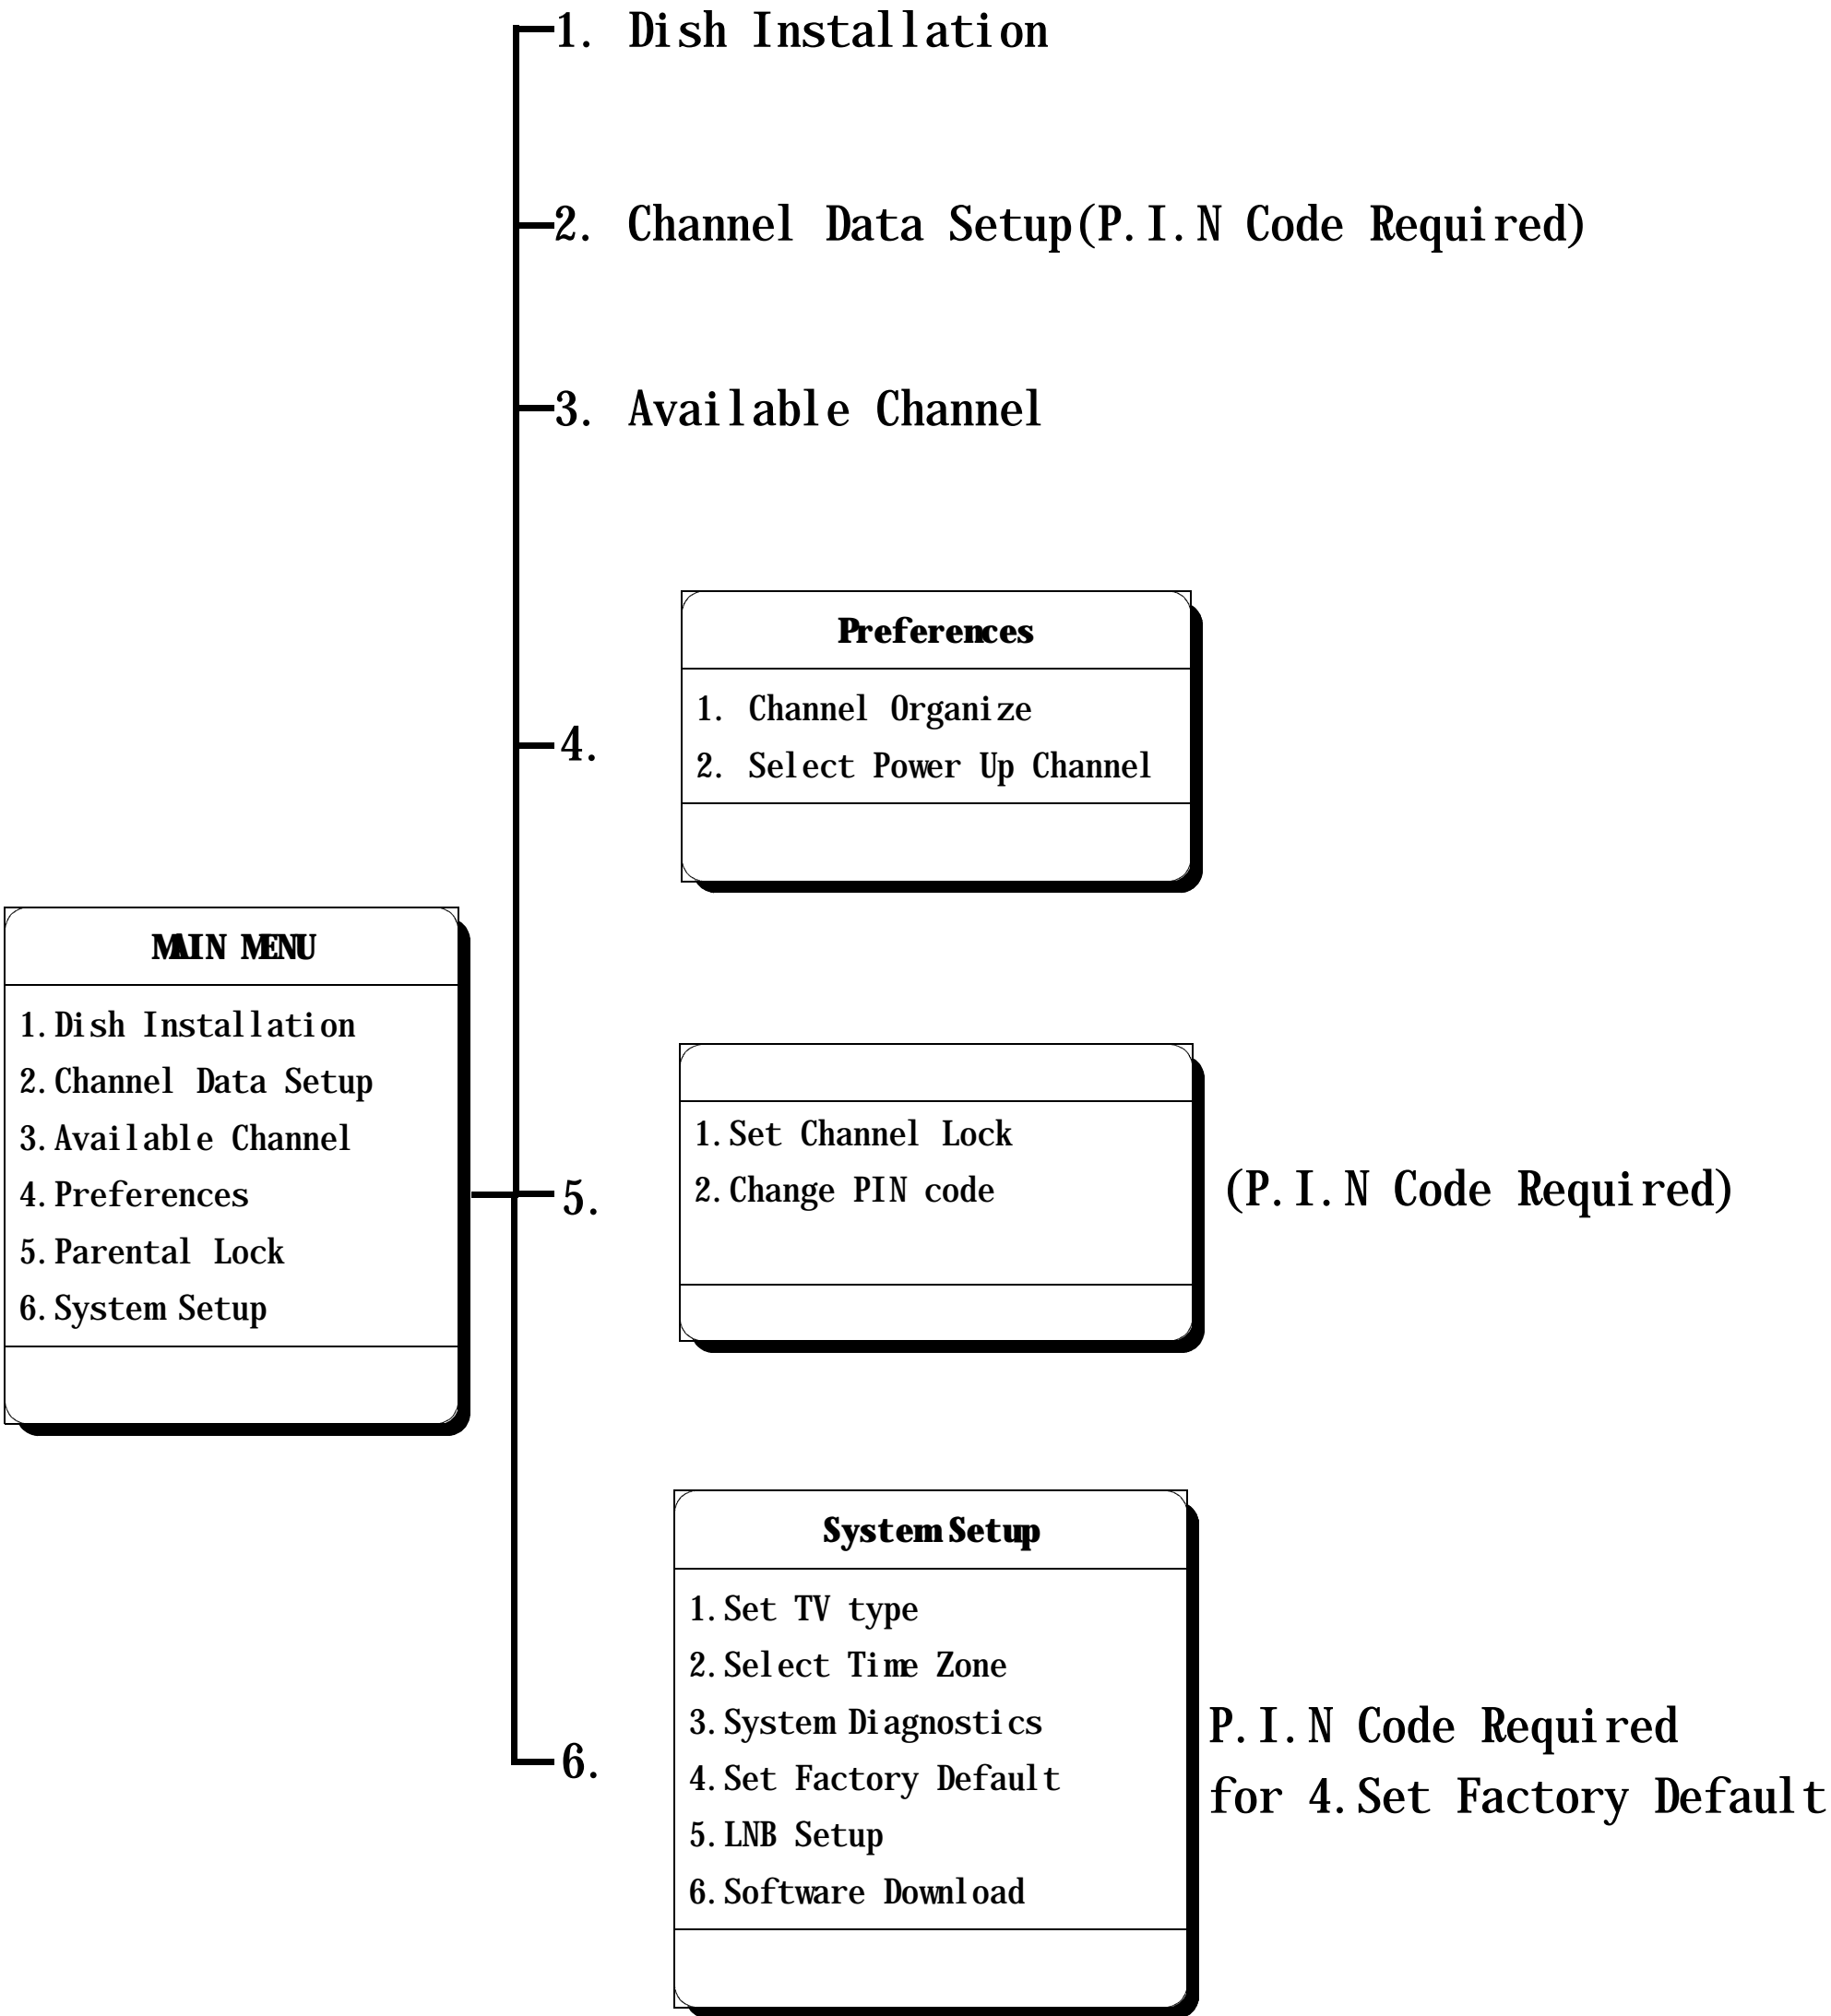 1. Dish Installation
2. Channel Data Setup(P.I.N Code Required)
3. Available Channel
4.
Preferences
1. Channel Organize
2. Select Power Up Channel
MAIN MENU
1.Dish Installation
2.Channel Data Setup
3.Available Channel
4.Preferences
5.Parental Lock
6.System Setup
5.
1.Set Channel Lock
2.Change PIN code
(P.I.N Code Required)
6.
System Setup
1.Set TV type
2.Select Time Zone
3.System Diagnostics
4.Set Factory Default
5.LNB Setup
6.Software Download
P.I.N Code Required
for 4.Set Factory Default